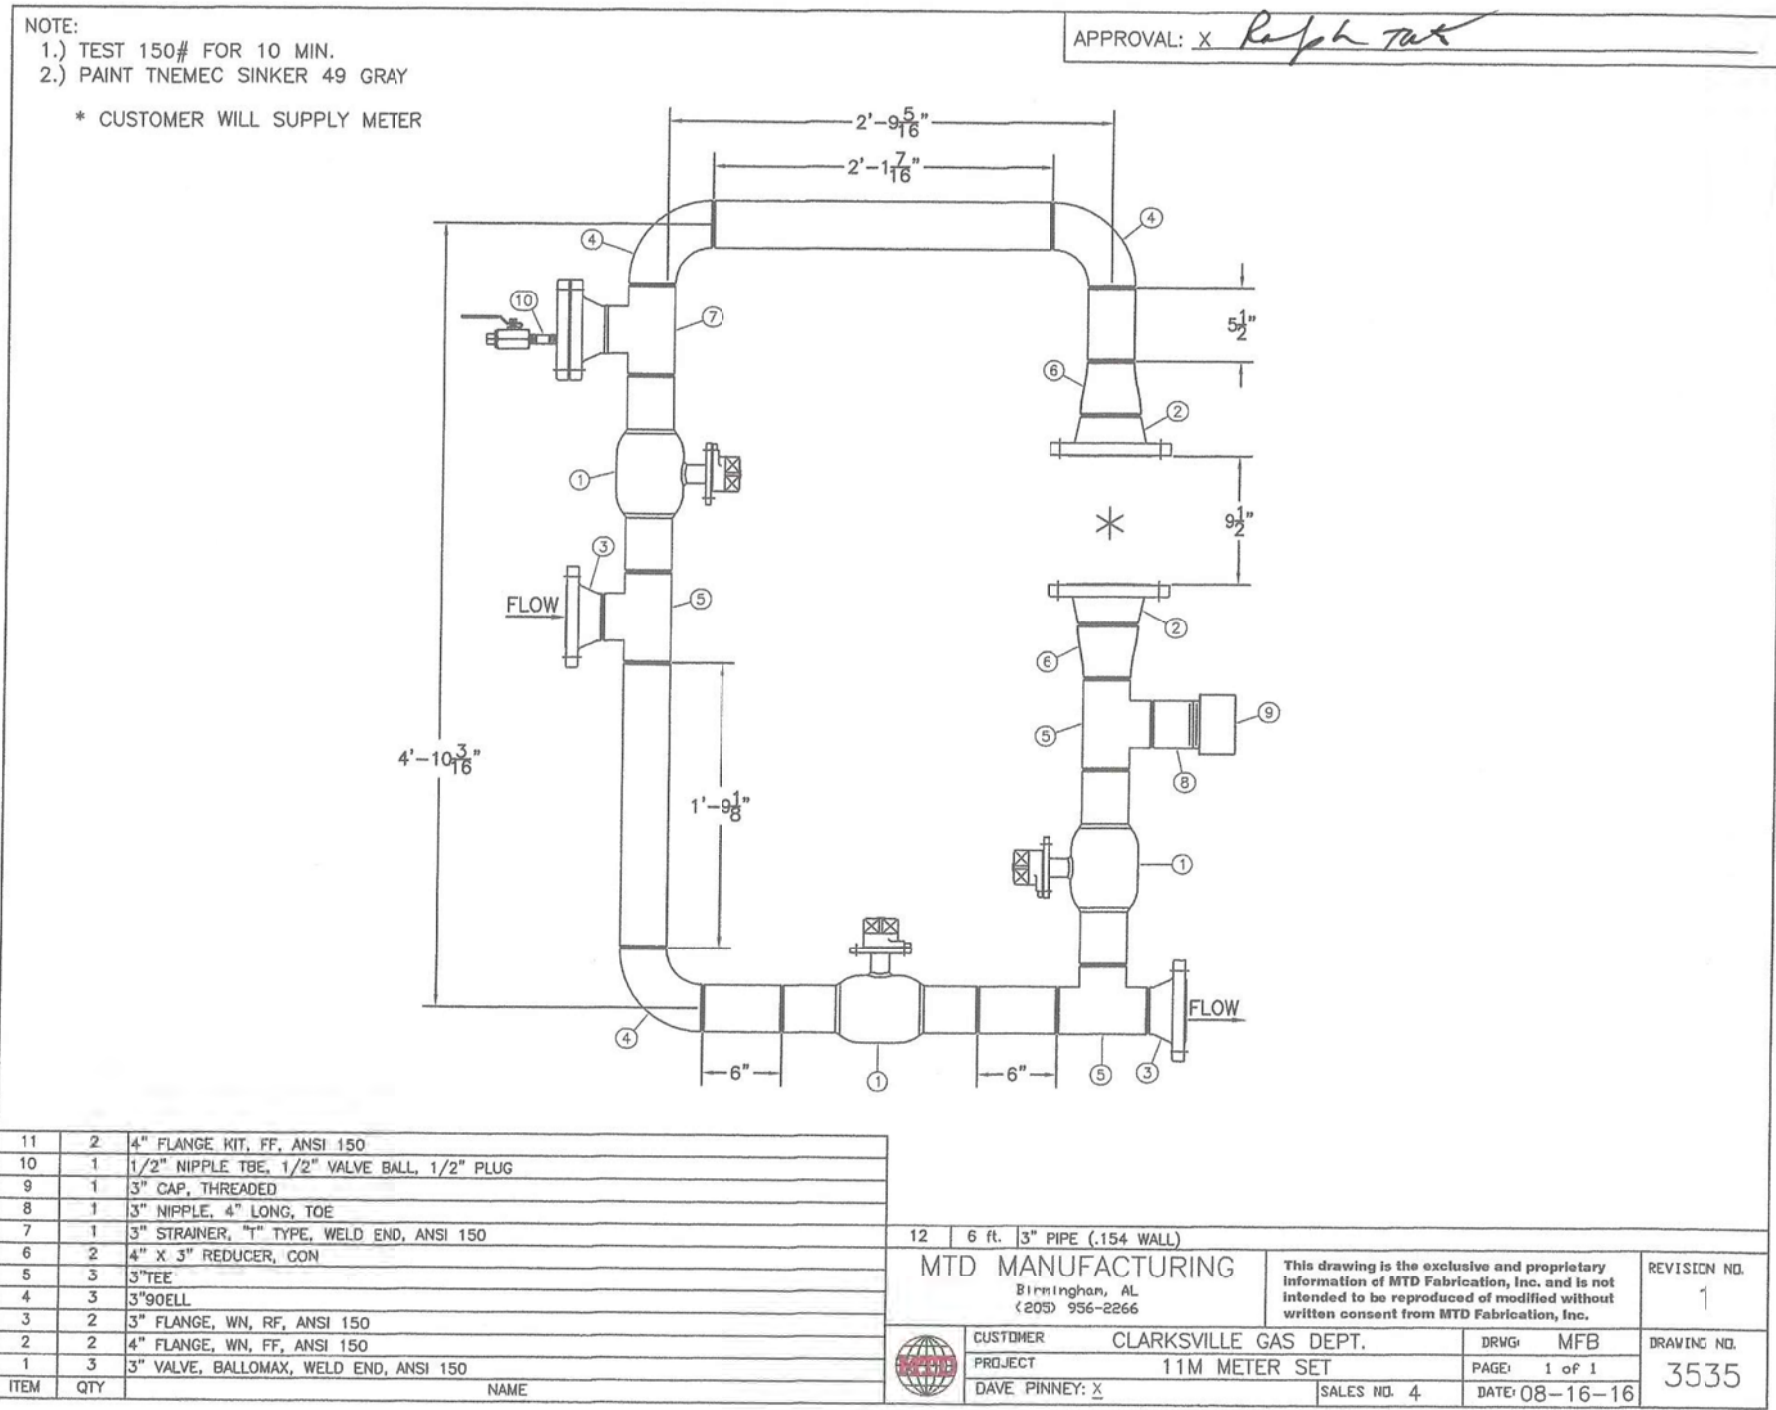 NOTE:
1.) TEST 150# FOR 10 MIN.
2.) PAINT TNEMEC SINKER 49 GRAY
* CUSTOMER WILL SUPPLY METER
APPROVAL: X Ralph
2'-9 5/16"
2'-1 7/16"
4
4
10
7
5 1/2"
6
2
1
9 1/2"
*
3
FLOW
5
2
6
9
5
8
4'-10 3/16"
1'-9 1/8"
1
FLOW
4
6"
1
6"
5
3
11 2 4" FLANGE KIT, FF, ANSI 150
10 1 1/2" NIPPLE TBE, 1/2" VALVE BALL, 1/2" PLUG
9 1 3" CAP, THREADED
8 1 3" NIPPLE, 4" LONG, TOE
7 1 3" STRAINER, "T" TYPE, WELD END, ANSI 150
6 2 4" X 3" REDUCER, CON
5 3 3"TEE
4 3 3"90ELL
3 2 3" FLANGE, WN, RF, ANSI 150
2 2 4" FLANGE, WN, FF, ANSI 150
1 3 3" VALVE, BALLOMAX, WELD END, ANSI 150
ITEM QTY NAME
12 6 ft. 3" PIPE (.154 WALL)
MTD MANUFACTURING
Birmingham, AL
(205) 956-2266
This drawing is the exclusive and proprietary
information of MTD Fabrication, Inc. and is not
intended to be reproduced of modified without
written consent from MTD Fabrication, Inc.
REVISION NO.
1
MTD
CUSTOMER CLARKSVILLE GAS DEPT.
DRWG: MFB
DRAWING NO.
3535
PROJECT 11M METER SET
PAGE: 1 of 1
DAVE PINNEY: X
SALES NO. 4
DATE: 08-16-16